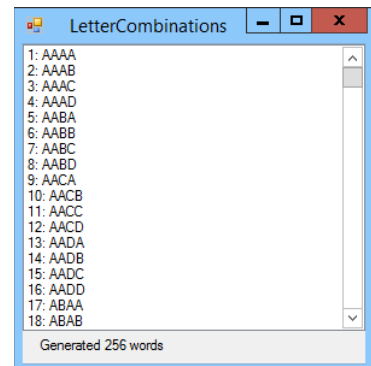 LetterCombinations
1: AAAA
2: AAAB
3: AAAC
4: AAAD
5: AABA
6: AABB
7: AABC
8: AABD
9: AACA
10: AACB
11: AACC
12: AACD
13: AADA
14: AADB
15: AADC
16: AADD
17: ABAA
18: ABAB
Generated 256 words